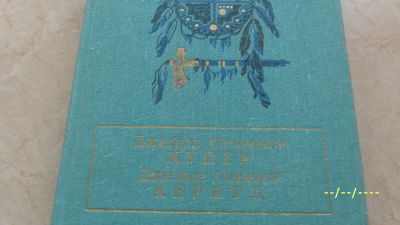 Джеймс Фенимор
КУПЕР
Джеймс Оливер
КЕРВУД
--/--/----